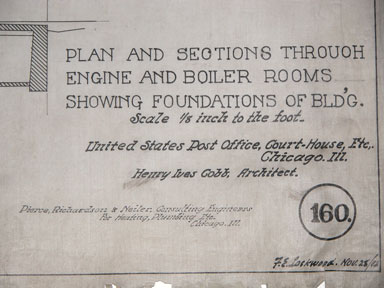 PLAN AND SECTIONS THROUGH
ENGINE AND BOILER ROOMS
SHOWING FOUNDATIONS OF BLD'G.
Scale 1/8 inch to the foot.
United States Post Office, Court-House, Etc,
Chicago. Ill.
Henry Ives Cobb, Architect.
Pierce, Richardson & Neiler. Consulting Engineers
For Heating, Plumbing Etc.
Chicago. Ill.
160.
F.E. Lockwood. Nov. 28